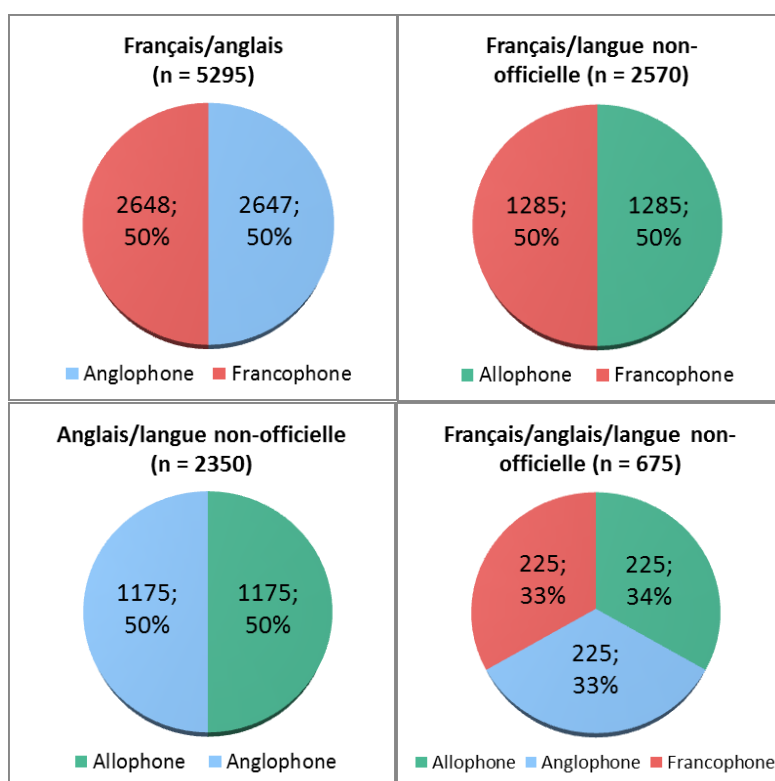 Français/anglais
(n = 5295)
2648;
50%
2647;
50%
Anglophone Francophone
Français/langue non-
officielle (n = 2570)
1285;
50%
1285;
50%
Allophone Francophone
Anglais/langue non-officielle
(n = 2350)
1175;
50%
1175;
50%
Allophone Anglophone
Français/anglais/langue non-
officielle (n = 675)
225;
33%
225;
34%
225;
33%
Allophone Anglophone Francophone